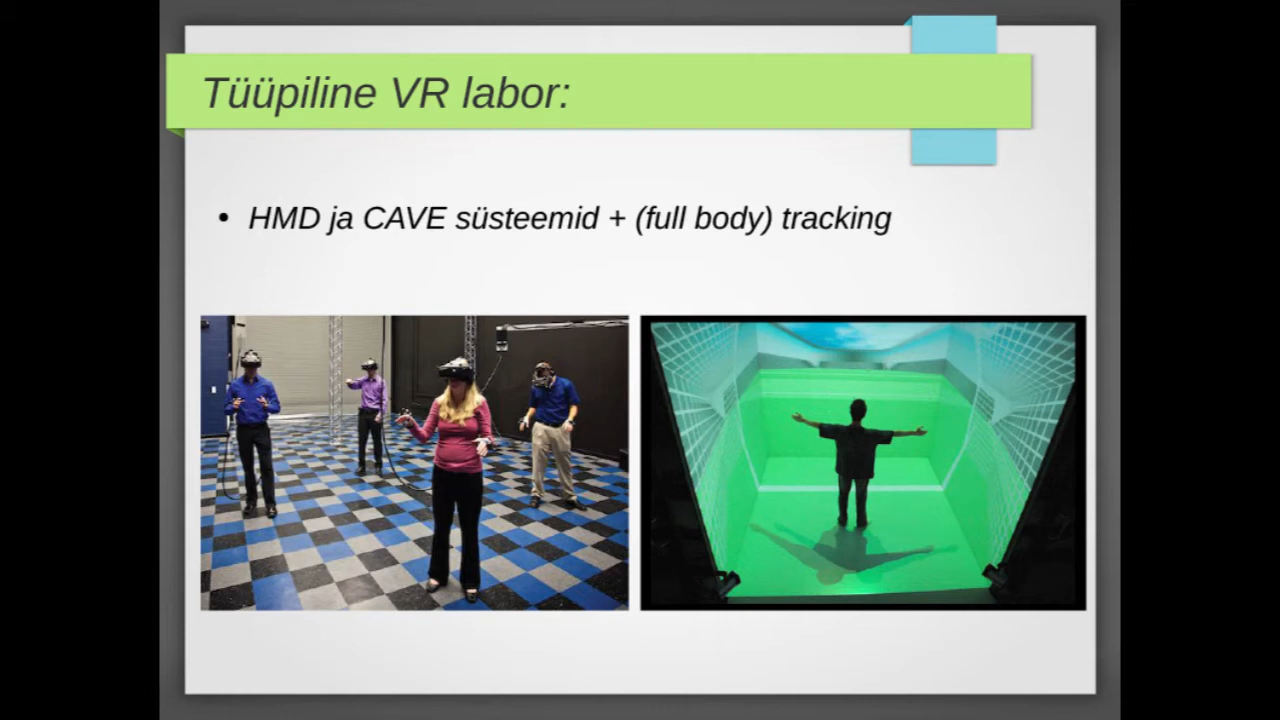 Tüüpiline VR labor:
• HMD ja CAVE süsteemid + (full body) tracking